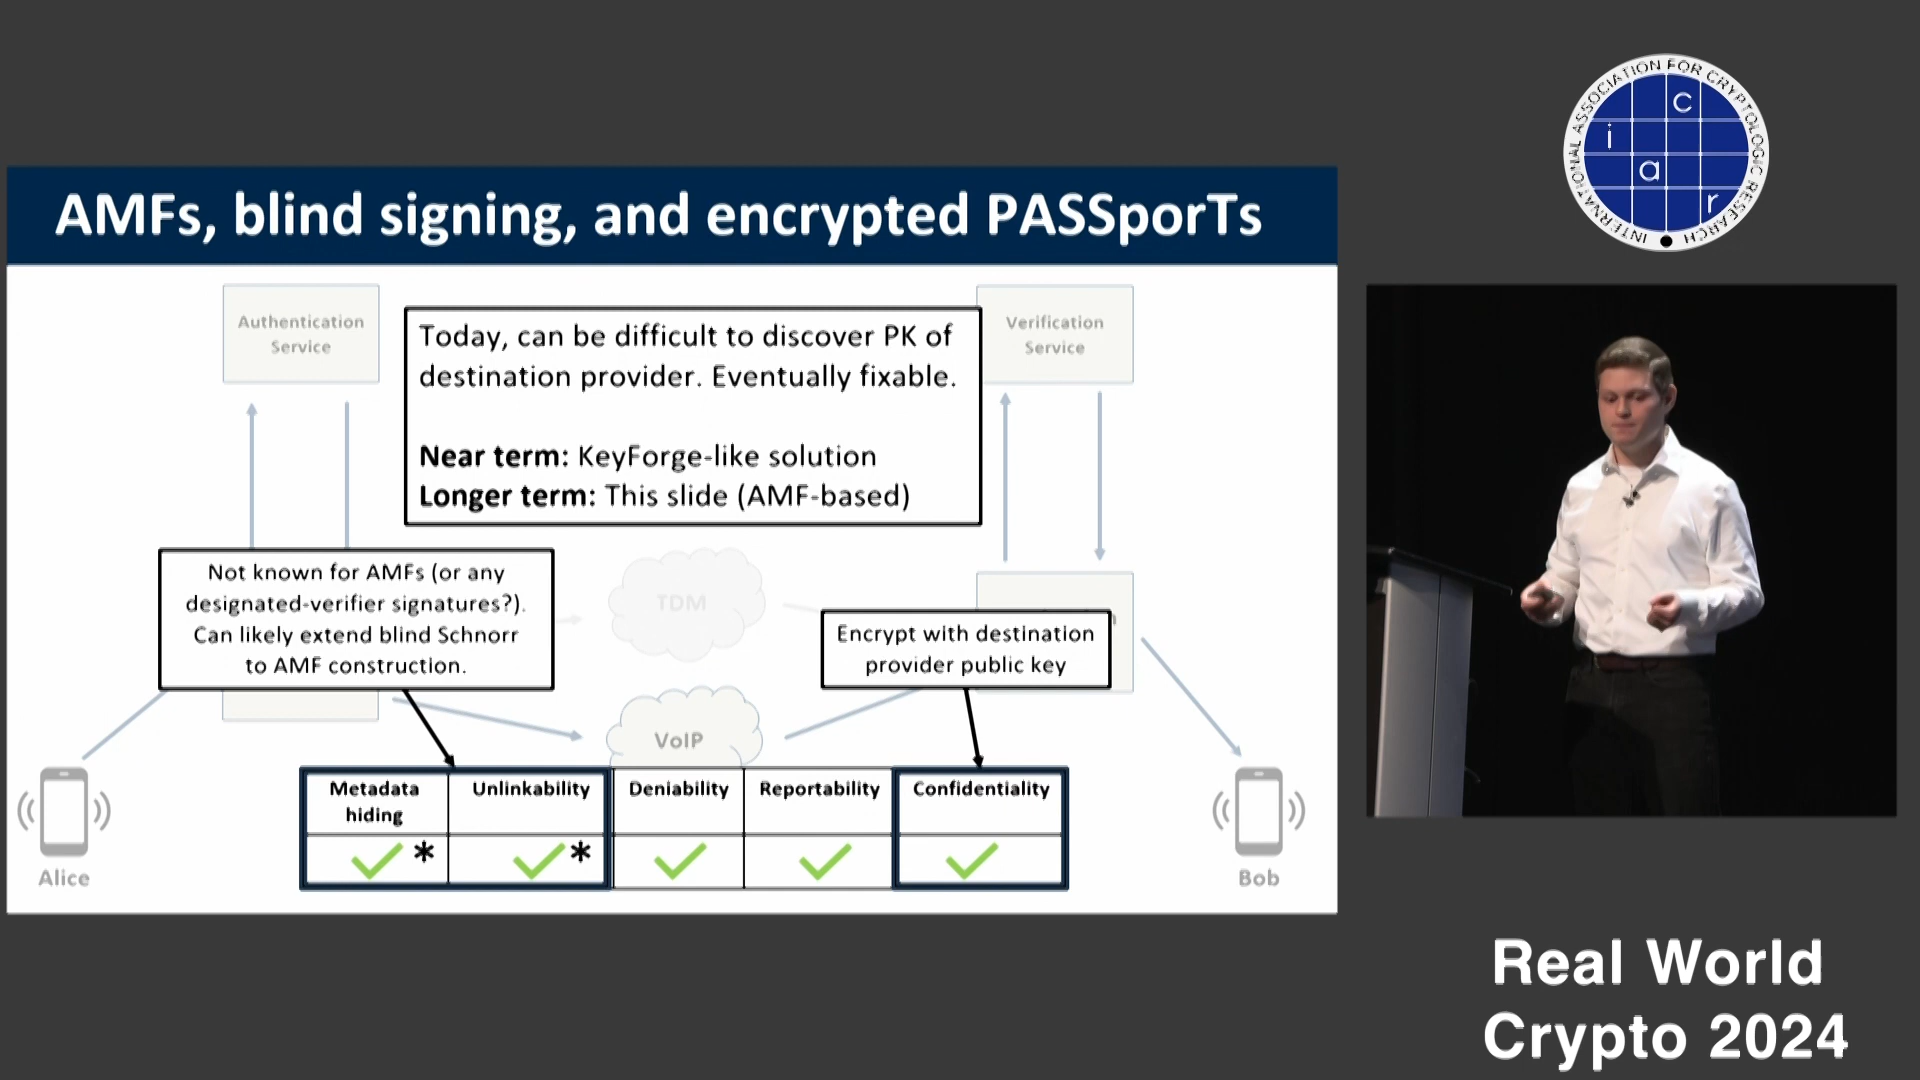 INTERNATIONAL ASSOCIATION FOR CRYPTOLOGIC RESEARCH
i a c r
AMFs, blind signing, and encrypted PASSporTs
Authentication
Service
Today, can be difficult to discover PK of
destination provider. Eventually fixable.
Near term: KeyForge-like solution
Longer term: This slide (AMF-based)
Verification
Service
Not known for AMFs (or any
designated-verifier signatures?).
Can likely extend blind Schnorr
to AMF construction.
TDM
Encrypt with destination
provider public key
VoIP
Metadata
hiding
Unlinkability
Deniability
Reportability
Confidentiality
* *
Alice
Bob
Real World
Crypto 2024